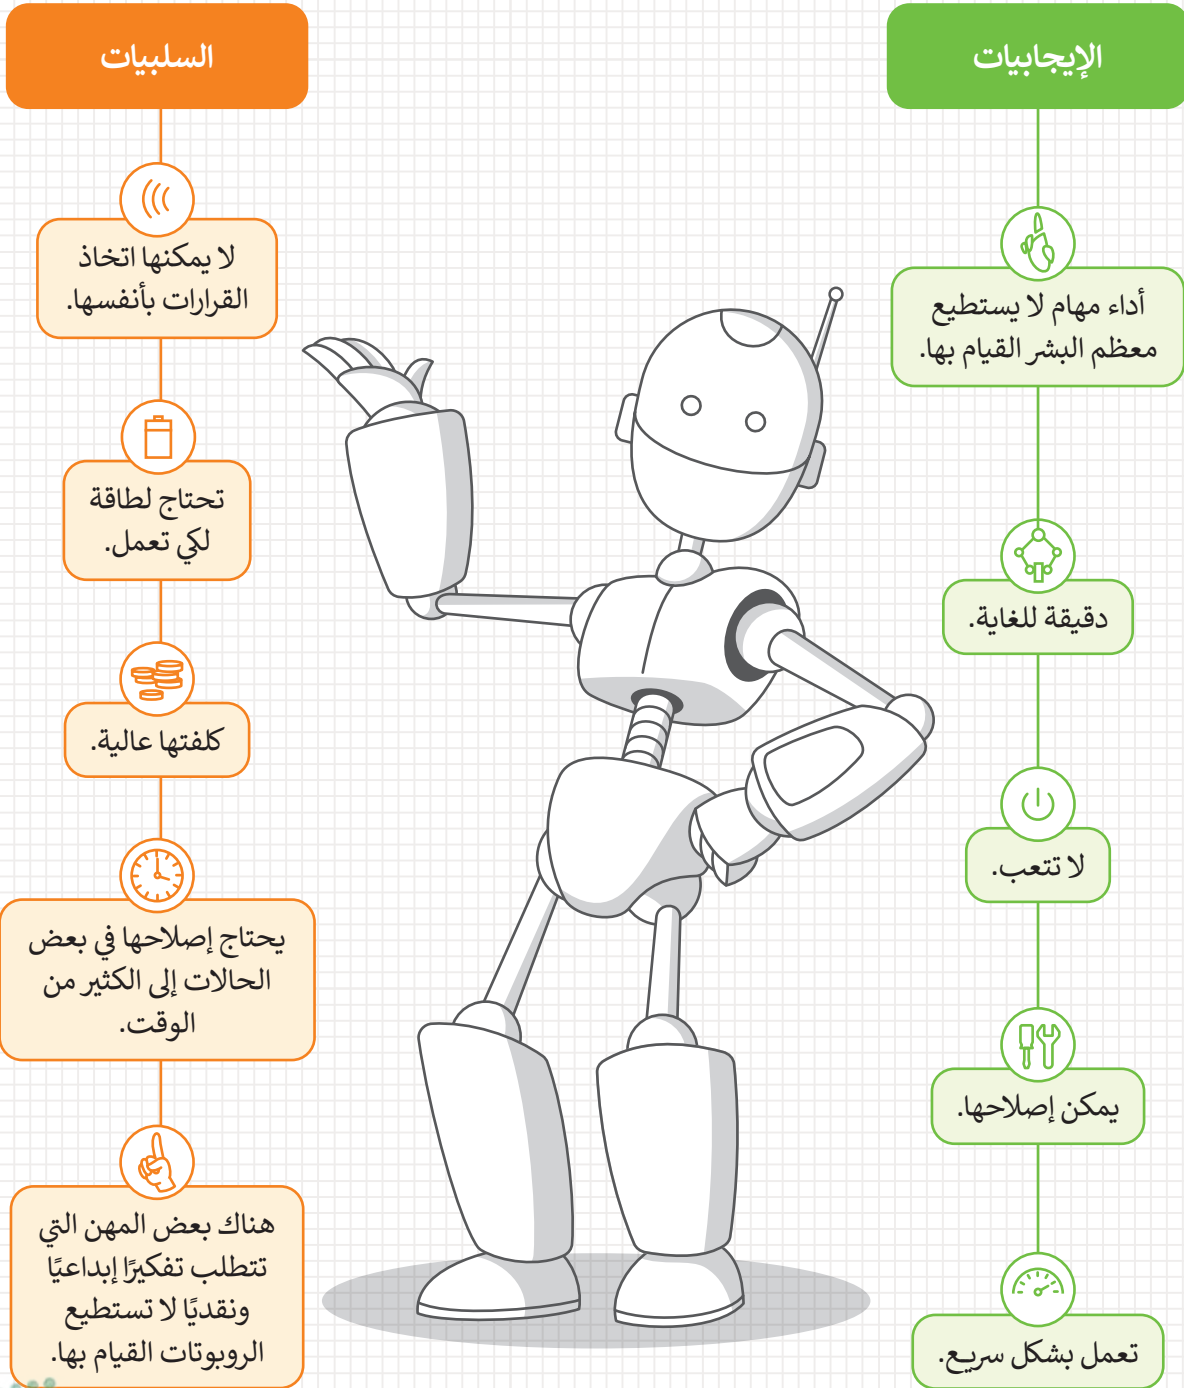 الإيجابيات
أداء مهام لا يستطيع
معظم البشر القيام بها.
دقيقة للغاية.
لا تتعب.
يمكن إصلاحها.
تعمل بشكل سريع.
السلبيات
لا يمكنها اتخاذ
القرارات بأنفسها.
تحتاج لطاقة
لكي تعمل.
كلفتها عالية.
يحتاج إصلاحها في بعض
الحالات إلى الكثير من
الوقت.
هناك بعض المهن التي
تتطلب تفكيرًا إبداعيًا
ونقديًا لا تستطيع
الروبوتات القيام بها.